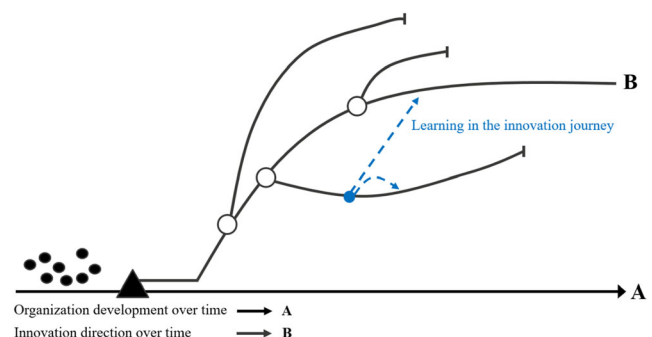 B
Learning in the innovation journey
A
Organization development over time A
Innovation direction over time B